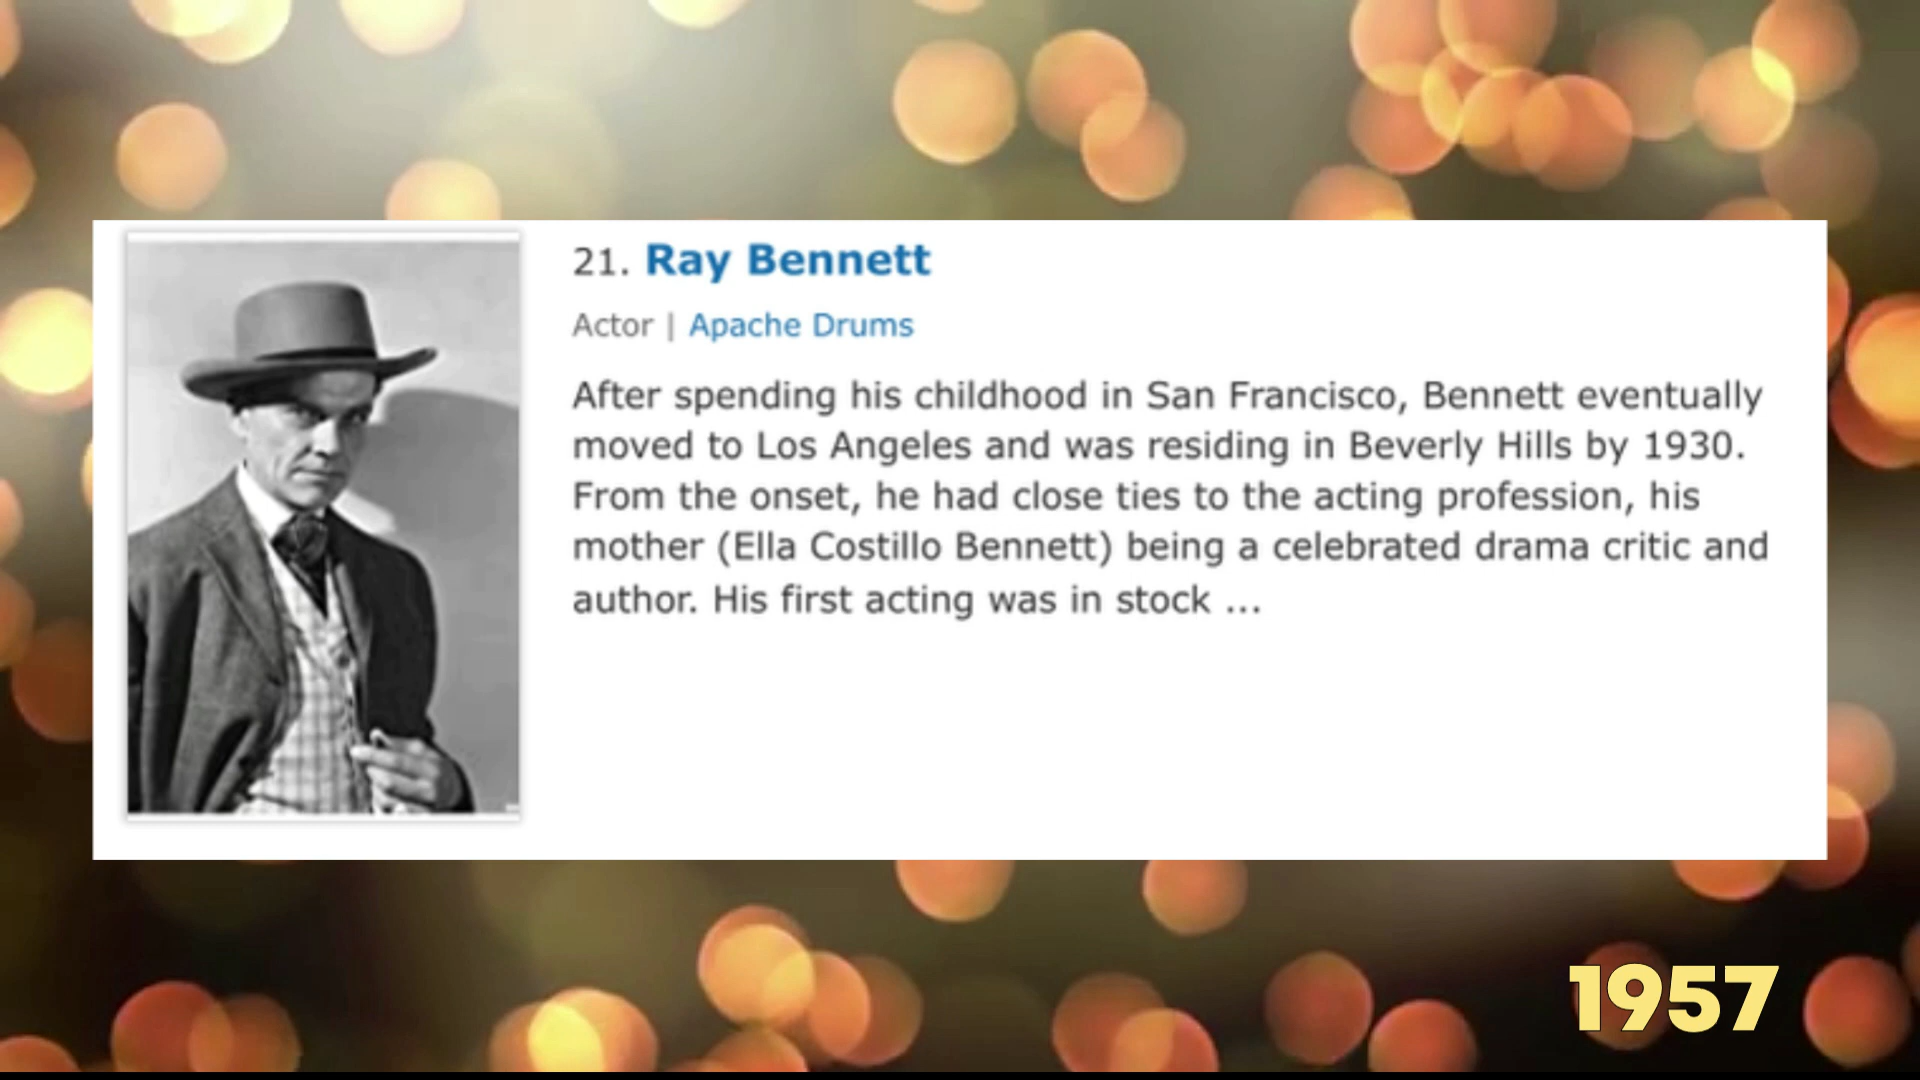 21. Ray Bennett
Actor | Apache Drums
After spending his childhood in San Francisco, Bennett eventually
moved to Los Angeles and was residing in Beverly Hills by 1930.
From the onset, he had close ties to the acting profession, his
mother (Ella Costillo Bennett) being a celebrated drama critic and
author. His first acting was in stock ...
1957